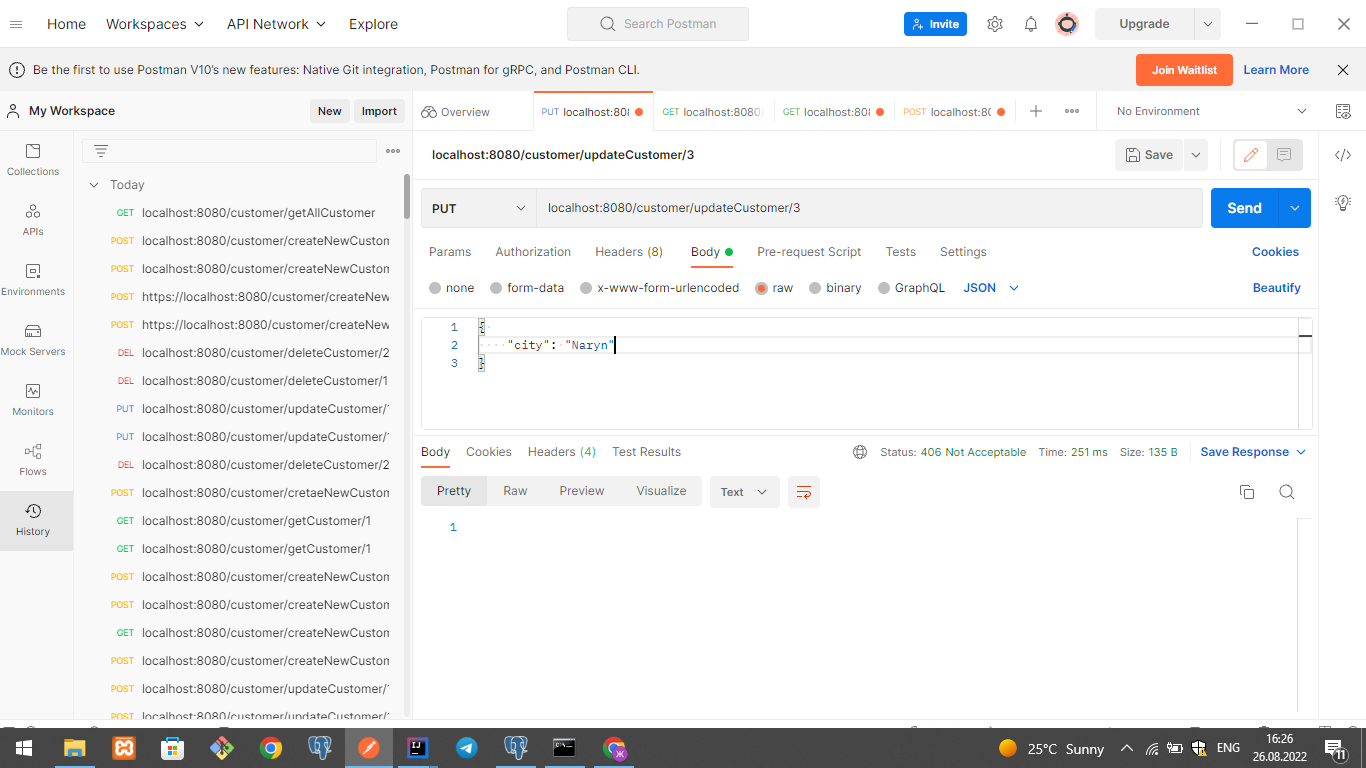 Home Workspaces API Network Explore Search Postman Invite Upgrade
Be the first to use Postman V10's new features: Native Git integration, Postman for gRPC, and Postman CLI. Join Waitlist Learn More
My Workspace New Import Overview PUT localhost:808 GET localhost:8080/ GET localhost:808 POST localhost:80 No Environment
Collections
APIs
Environments
Mock Servers
Monitors
Flows
History
Today
GET localhost:8080/customer/getAllCustomer
POST localhost:8080/customer/createNewCustom
POST localhost:8080/customer/createNewCustom
POST https://localhost:8080/customer/createNew
POST https://localhost:8080/customer/createNew
DEL localhost:8080/customer/deleteCustomer/2
DEL localhost:8080/customer/deleteCustomer/1
PUT localhost:8080/customer/updateCustomer/
PUT localhost:8080/customer/updateCustomer/
DEL localhost:8080/customer/deleteCustomer/2
POST localhost:8080/customer/cretaeNewCustom
GET localhost:8080/customer/getCustomer/1
GET localhost:8080/customer/getCustomer/1
POST localhost:8080/customer/createNewCustom
POST localhost:8080/customer/createNewCustom
GET localhost:8080/customer/createNewCustom
POST localhost:8080/customer/createNewCustom
POST localhost:8080/customer/updateCustomer/
POST localhost:8080/customer/updateCustomer/
localhost:8080/customer/updateCustomer/3 Save
PUT localhost:8080/customer/updateCustomer/3 Send
Params Authorization Headers (8) Body Pre-request Script Tests Settings Cookies
none form-data x-www-form-urlencoded raw binary GraphQL JSON Beautify
1 {
2 "city": "Naryn"
3 }
Body Cookies Headers (4) Test Results Status: 406 Not Acceptable Time: 251 ms Size: 135 B Save Response
Pretty Raw Preview Visualize Text
1
25°C Sunny ENG 16:26
26.08.2022 11